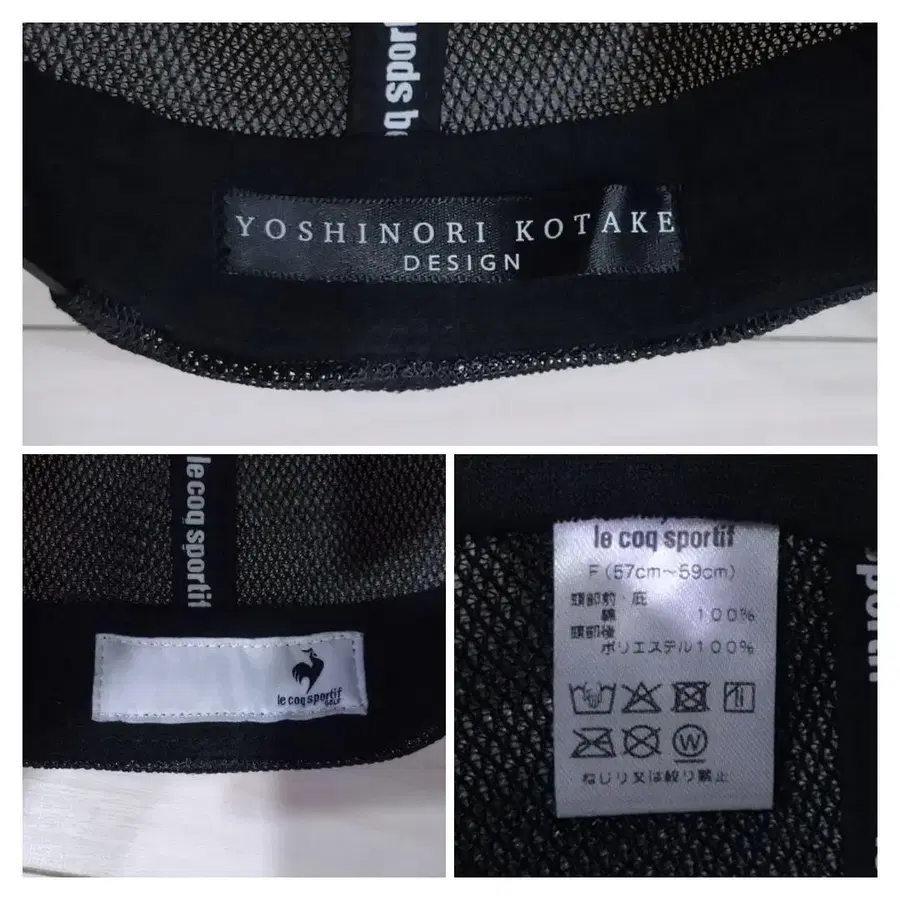 coq sport
YOSHINORI KOTAKE
DESIGN
le coq sportif
le coq sportif
GOLF
le coq sportif
F(57cm~59cm)
頭部前・庇
綿 100%
頭部後
ポリエステル100%
W
ねじり又は絞り禁止
sportif